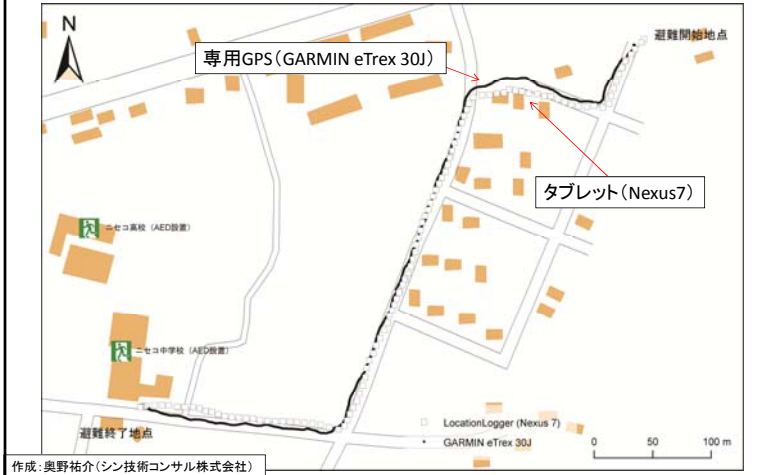 N
避難開始地点
専用GPS（GARMIN eTrex 30J）
タブレット（Nexus7）
ニセコ高校（AED設置）
ニセコ中学校（AED設置）
避難終了地点
LocationLogger (Nexus 7)
GARMIN eTrex 30J
0 50 100 m
作成：奥野祐介（シン技術コンサル株式会社）